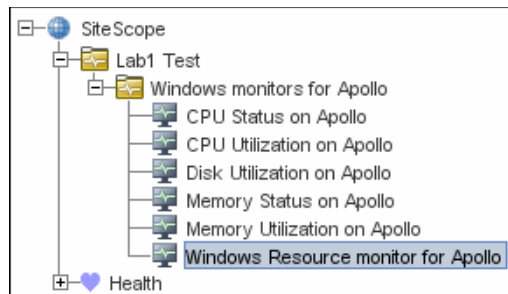 SiteScope
Lab1 Test
Windows monitors for Apollo
CPU Status on Apollo
CPU Utilization on Apollo
Disk Utilization on Apollo
Memory Status on Apollo
Memory Utilization on Apollo
Windows Resource monitor for Apollo
Health